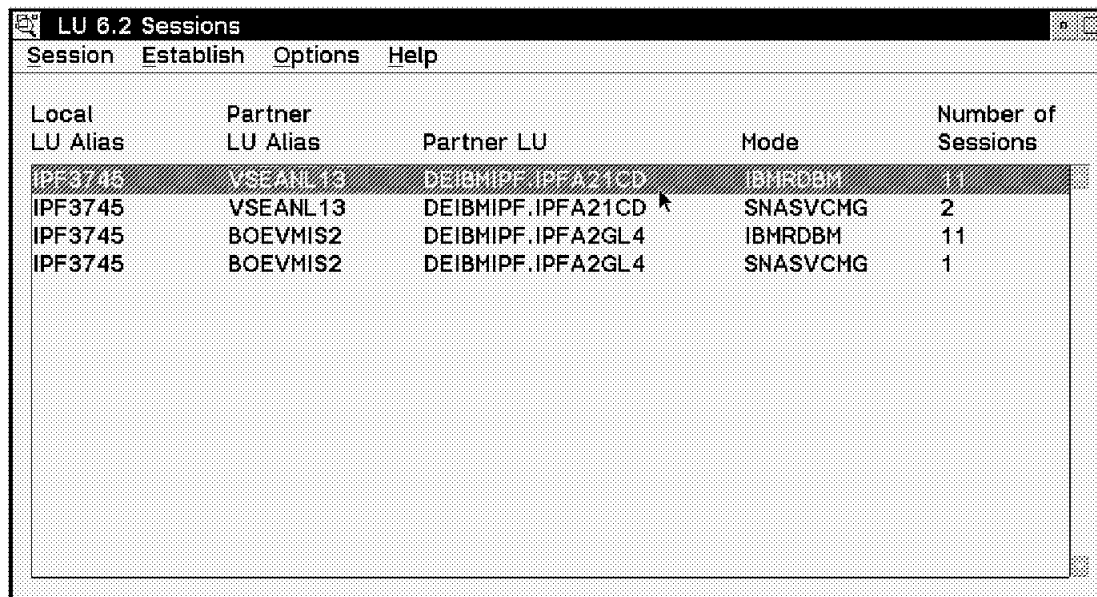 LU 6.2 Sessions
Session Establish Options Help
Local Partner Number of
LU Alias LU Alias Partner LU Mode Sessions
IPF3745 VSEANL13 DEIBMIPF.IPFA21CD IBMRDBM 11
IPF3745 VSEANL13 DEIBMIPF.IPFA21CD SNASVCMG 2
IPF3745 BOEVMIS2 DEIBMIPF.IPFA2GL4 IBMRDBM 11
IPF3745 BOEVMIS2 DEIBMIPF.IPFA2GL4 SNASVCMG 1